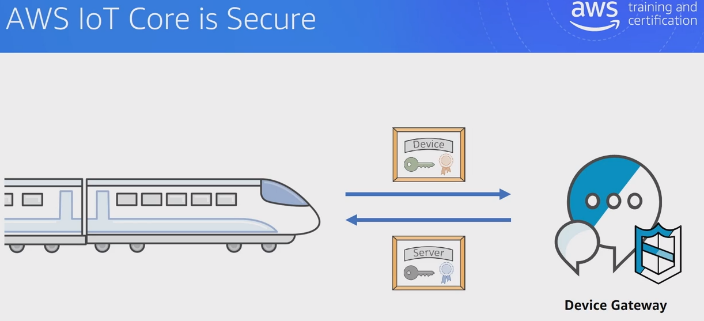 AWS IoT Core is Secure
aws training and
certification
Device
Server
Device Gateway